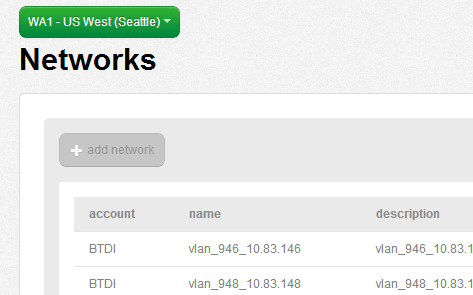 WA1 - US West (Seattle)
Networks
add network
account name description
BTDI vlan_946_10.83.146 vlan_946_10.83.1
BTDI vlan_948_10.83.148 vlan_948_10.83.1